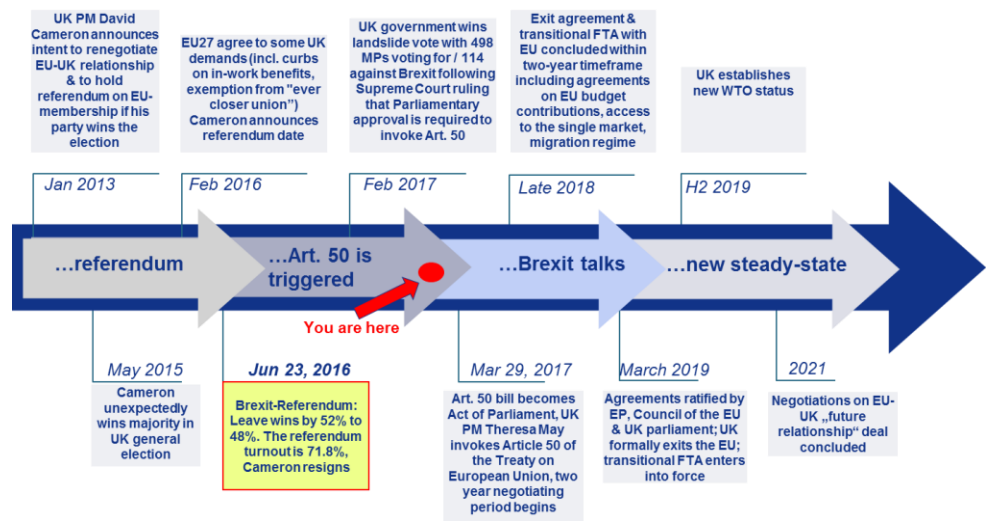 UK PM David
Cameron announces
intent to renegotiate
EU-UK relationship
& to hold
referendum on EU-
membership if his
party wins the
election
Jan 2013
EU27 agree to some UK
demands (incl. curbs
on in-work benefits,
exemption from "ever
closer union”)
Cameron announces
referendum date
Feb 2016
UK government wins
landslide vote with 498
MPs voting for / 114
against Brexit following
Supreme Court ruling
that Parliamentary
approval is required to
invoke Art. 50
Feb 2017
Exit agreement &
transitional FTA with
EU concluded within
two-year timeframe
including agreements
on EU budget
contributions, access
to the single market,
migration regime
Late 2018
UK establishes
new WTO status
H2 2019
…referendum
…Art. 50 is
triggered
…Brexit talks
…new steady-state
You are here
May 2015
Cameron
unexpectedly
wins majority in
UK general
election
Jun 23, 2016
Brexit-Referendum:
Leave wins by 52% to
48%. The referendum
turnout is 71.8%,
Cameron resigns
Mar 29, 2017
Art. 50 bill becomes
Act of Parliament, UK
PM Theresa May
invokes Article 50 of
the Treaty on
European Union, two
year negotiating
period begins
March 2019
Agreements ratified by
EP, Council of the EU
& UK parliament; UK
formally exits the EU;
transitional FTA enters
into force
2021
Negotiations on EU-
UK „future
relationship“ deal
concluded